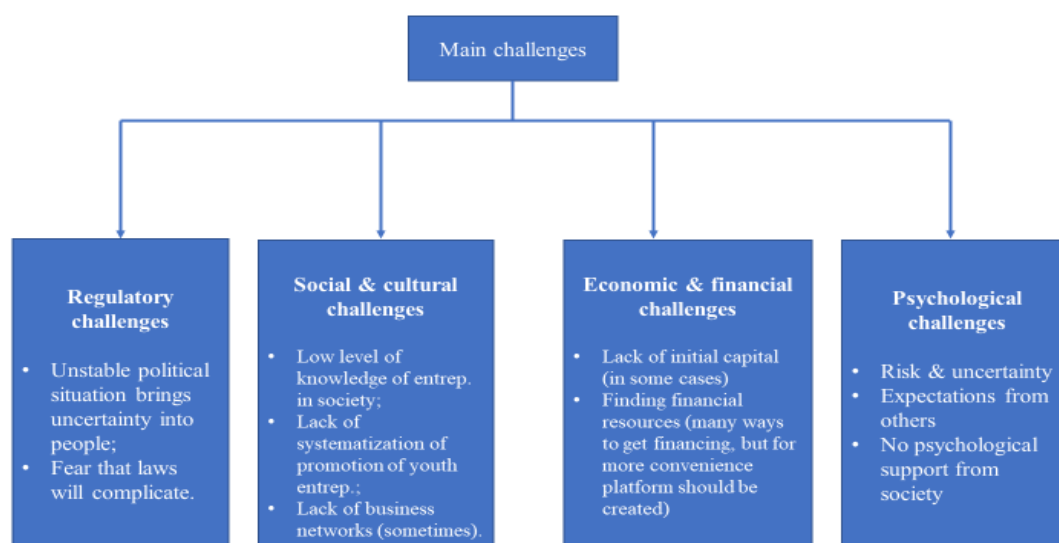 Main challenges
Regulatory
challenges
• Unstable political
situation brings
uncertainty into
people;
• Fear that laws
will complicate.
Social & cultural
challenges
• Low level of
knowledge of entrep.
in society;
• Lack of
systematization of
promotion of youth
entrep.;
• Lack of business
networks (sometimes).
Economic & financial
challenges
• Lack of initial capital
(in some cases)
• Finding financial
resources (many ways
to get financing, but for
more convenience
platform should be
created)
Psychological
challenges
• Risk & uncertainty
• Expectations from
others
• No psychological
support from
society